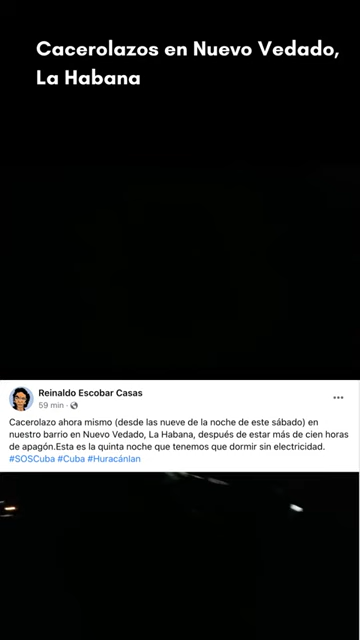 Cacerolazos en Nuevo Vedado,
La Habana
Reinaldo Escobar Casas
59 min ·
Cacerolazo ahora mismo (desde las nueve de la noche de este sábado) en
nuestro barrio en Nuevo Vedado, La Habana, después de estar más de cien horas
de apagón.Esta es la quinta noche que tenemos que dormir sin electricidad.
#SOSCuba #Cuba #HuracánIan